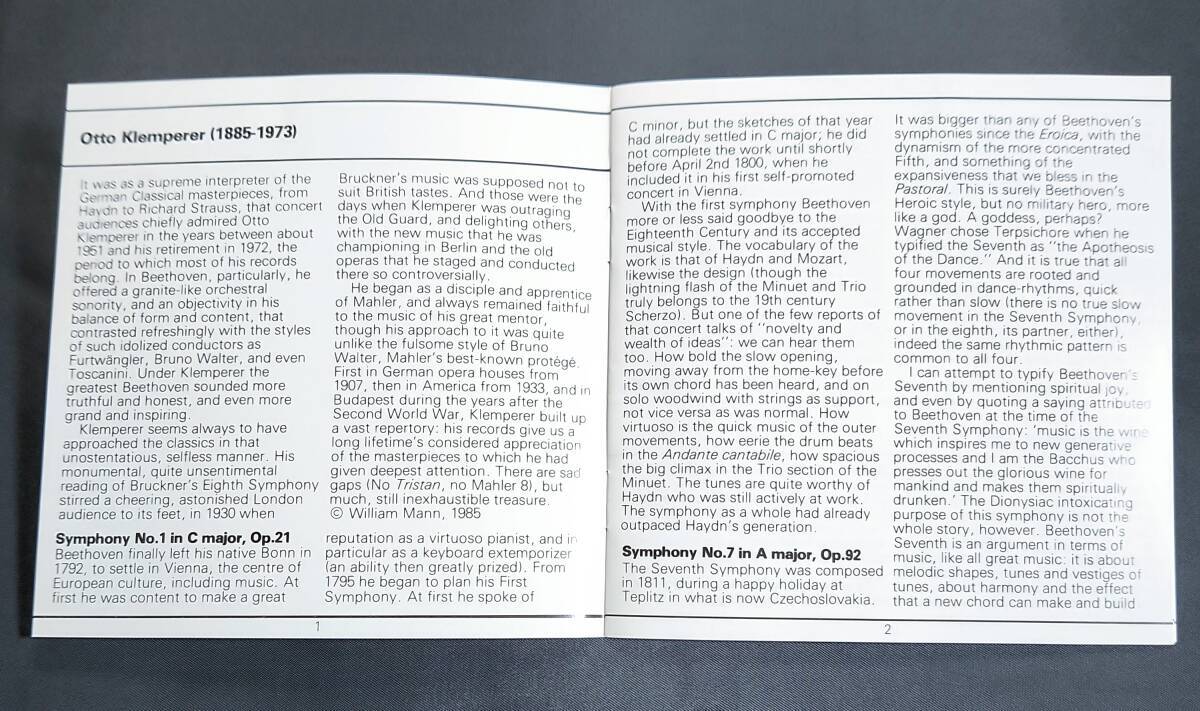 Otto Klemperer (1885-1973)
It was as a supreme interpreter of the
German Classical masterpieces, from
Haydn to Richard Strauss, that concert
audiences chiefly admired Otto
Klemperer in the years between about
1951 and his retirement in 1972, the
period to which most of his records
belong. In Beethoven, particularly, he
offered a granite-like orchestral
sonority, and an objectivity in his
balance of form and content, that
contrasted refreshingly with the styles
of such idolized conductors as
Furtwängler, Bruno Walter, and even
Toscanini. Under Klemperer the
greatest Beethoven sounded more
truthful and honest, and even more
grand and inspiring.
Klemperer seems always to have
approached the classics in that
unostentatious, selfless manner. His
monumental, quite unsentimental
reading of Bruckner's Eighth Symphony
stirred a cheering, astonished London
audience to its feet, in 1930 when
Bruckner's music was supposed not to
suit British tastes. And those were the
days when Klemperer was outraging
the Old Guard, and delighting others,
with the new music that he was
championing in Berlin and the old
operas that he staged and conducted
there so controversially.
He began as a disciple and apprentice
of Mahler, and always remained faithful
to the music of his great mentor,
though his approach to it was quite
unlike the fulsome style of Bruno
Walter, Mahler's best-known protégé.
First in German opera houses from
1907, then in America from 1933, and in
Budapest during the years after the
Second World War, Klemperer built up
a vast repertory: his records give us a
long lifetime's considered appreciation
of the masterpieces to which he had
given deepest attention. There are sad
gaps (No Tristan, no Mahler 8), but
much, still inexhaustible treasure.
© William Mann, 1985
Symphony No.1 in C major, Op.21
Beethoven finally left his native Bonn in
1792, to settle in Vienna, the centre of
European culture, including music. At
first he was content to make a great
reputation as a virtuoso pianist, and in
particular as a keyboard extemporizer
(an ability then greatly prized). From
1795 he began to plan his First
Symphony. At first he spoke of
1
C minor, but the sketches of that year
had already settled in C major; he did
not complete the work until shortly
before April 2nd 1800, when he
included it in his first self-promoted
concert in Vienna.
With the first symphony Beethoven
more or less said goodbye to the
Eighteenth Century and its accepted
musical style. The vocabulary of the
work is that of Haydn and Mozart,
likewise the design (though the
lightning flash of the Minuet and Trio
truly belongs to the 19th century
Scherzo). But one of the few reports of
that concert talks of "novelty and
wealth of ideas": we can hear them
too. How bold the slow opening,
moving away from the home-key before
its own chord has been heard, and on
solo woodwind with strings as support,
not vice versa as was normal. How
virtuoso is the quick music of the outer
movements, how eerie the drum beats
in the Andante cantabile, how spacious
the big climax in the Trio section of the
Minuet. The tunes are quite worthy of
Haydn who was still actively at work.
The symphony as a whole had already
outpaced Haydn's generation.
Symphony No.7 in A major, Op.92
The Seventh Symphony was composed
in 1811, during a happy holiday at
Teplitz in what is now Czechoslovakia.
It was bigger than any of Beethoven's
symphonies since the Eroica, with the
dynamism of the more concentrated
Fifth, and something of the
expansiveness that we bless in the
Pastoral. This is surely Beethoven's
Heroic style, but no military hero, more
like a god. A goddess, perhaps?
Wagner chose Terpsichore when he
typified the Seventh as "the Apotheosis
of the Dance." And it is true that all
four movements are rooted and
grounded in dance-rhythms, quick
rather than slow (there is no true slow
movement in the Seventh Symphony,
or in the eighth, its partner, either),
indeed the same rhythmic pattern is
common to all four.
I can attempt to typify Beethoven's
Seventh by mentioning spiritual joy,
and even by quoting a saying attributed
to Beethoven at the time of the
Seventh Symphony: 'music is the wine
which inspires me to new generative
processes and I am the Bacchus who
presses out the glorious wine for
mankind and makes them spiritually
drunken.' The Dionysiac intoxicating
purpose of this symphony is not the
whole story, however. Beethoven's
Seventh is an argument in terms of
music, like all great music: it is about
melodic shapes, tunes and vestiges of
tunes, about harmony and the effect
that a new chord can make and build
2